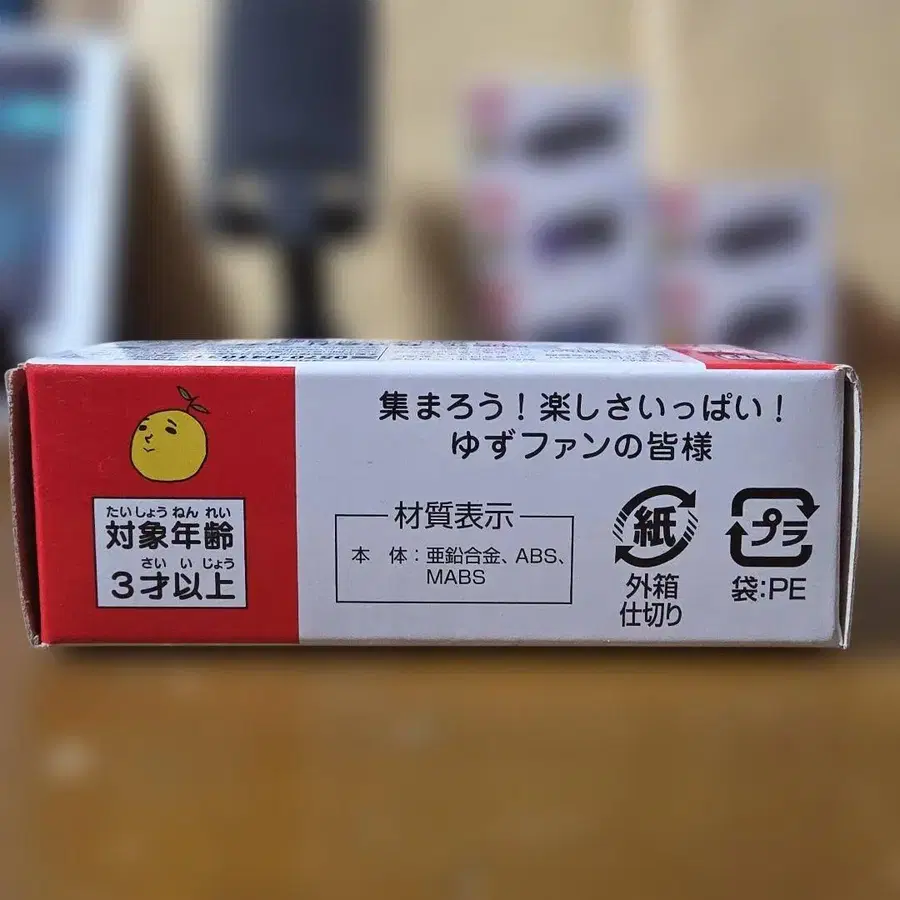 集まろう!楽しさいっぱい!
ゆずファンの皆様
たいしょうねんれい
対象年齢
さいいじょう
3才以上
材質表示
本 体:亜鉛合金、ABS、
MABS
紙
外箱
仕切り
プラ
袋:PE